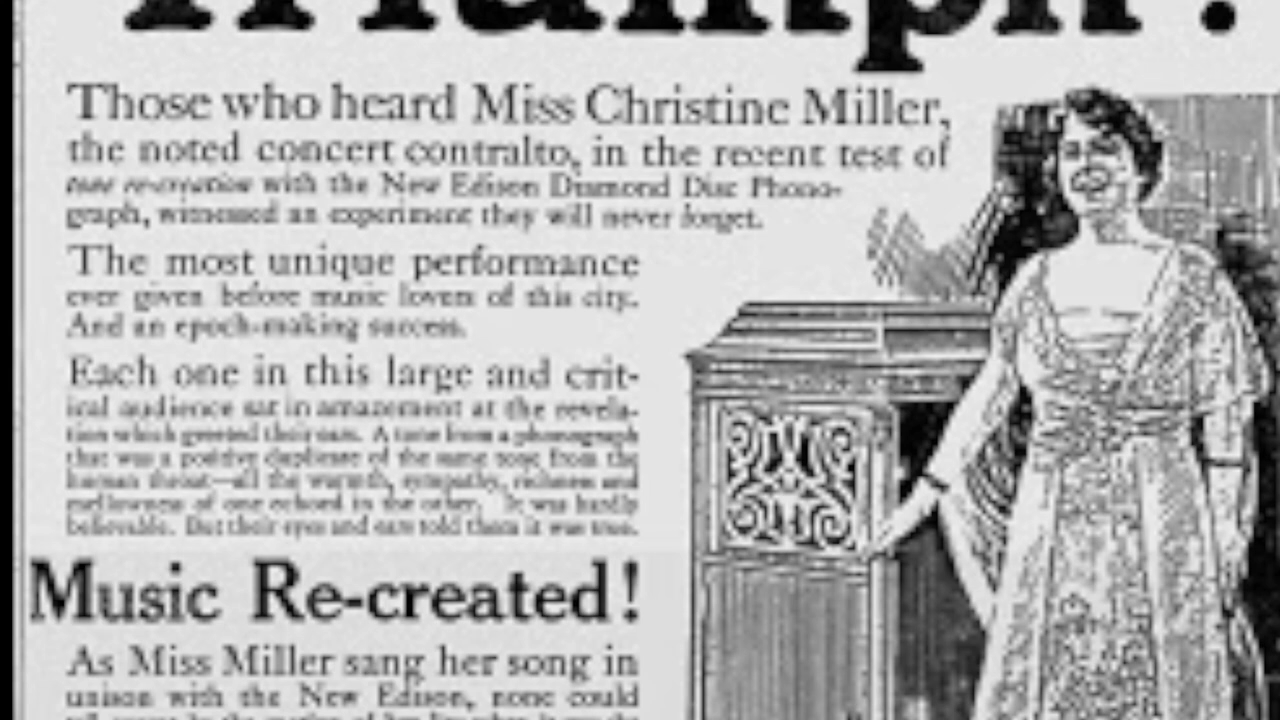 Triumph!
Those who heard Miss Christine Miller,
the noted concert contralto, in the recent test of
tone re-creation with the New Edison Diamond Disc Phono-
graph, witnessed an experiment they will never forget.
The most unique performance
ever given before music lovers of this city.
And an epoch-making success.
Each one in this large and crit-
ical audience sat in amazement at the revela-
tion which greeted their ears. A tone from a phonograph
that was a positive duplicate of the same tone from the
human throat—all the warmth, sympathy, richness and
mellowness of one echoed in the other. It was hardly
believable. But their eyes and ears told them it was true.
Music Re-created!
As Miss Miller sang her song in
unison with the New Edison, none could